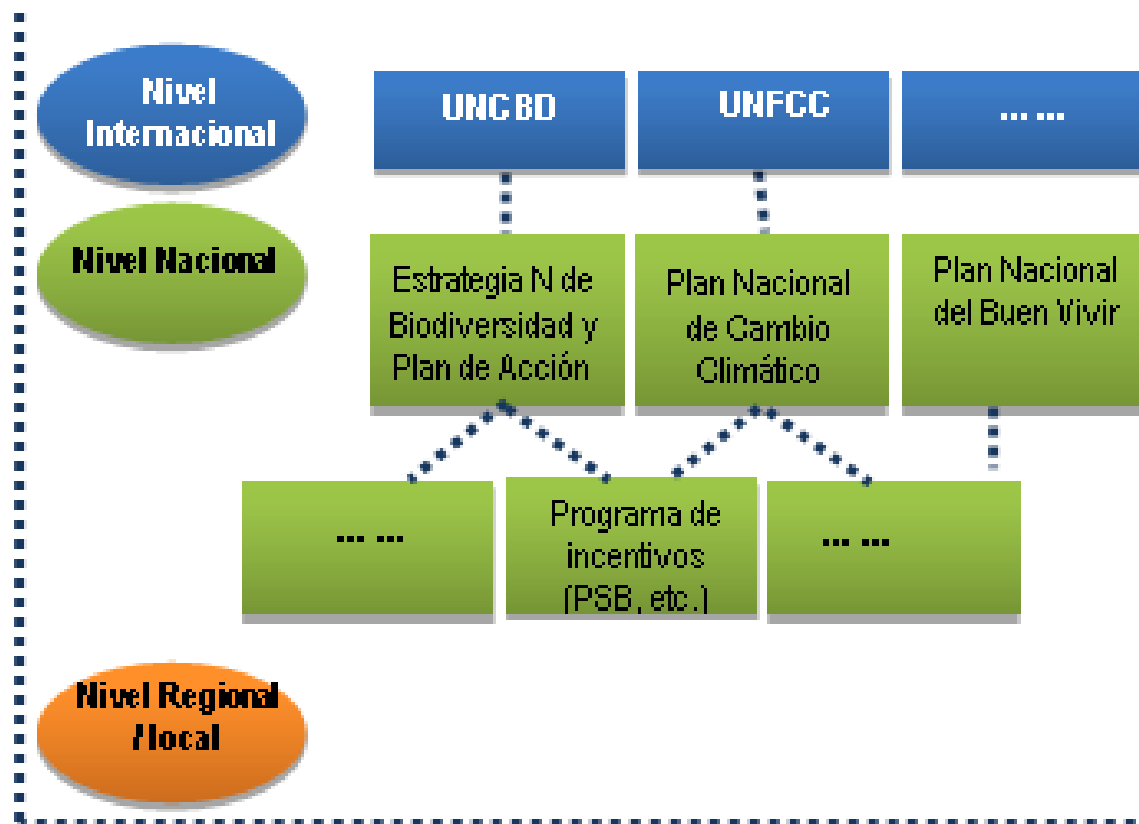 Nivel
Internacional
UNCBD
UNFCC
... ...
Nivel Nacional
Estrategia N de
Biodiversidad y
Plan de Acción
Plan Nacional
de Cambio
Climático
Plan Nacional
del Buen Vivir
... ...
Programa de
incentivos
(PSB, etc.)
... ...
Nivel Regional
/ local